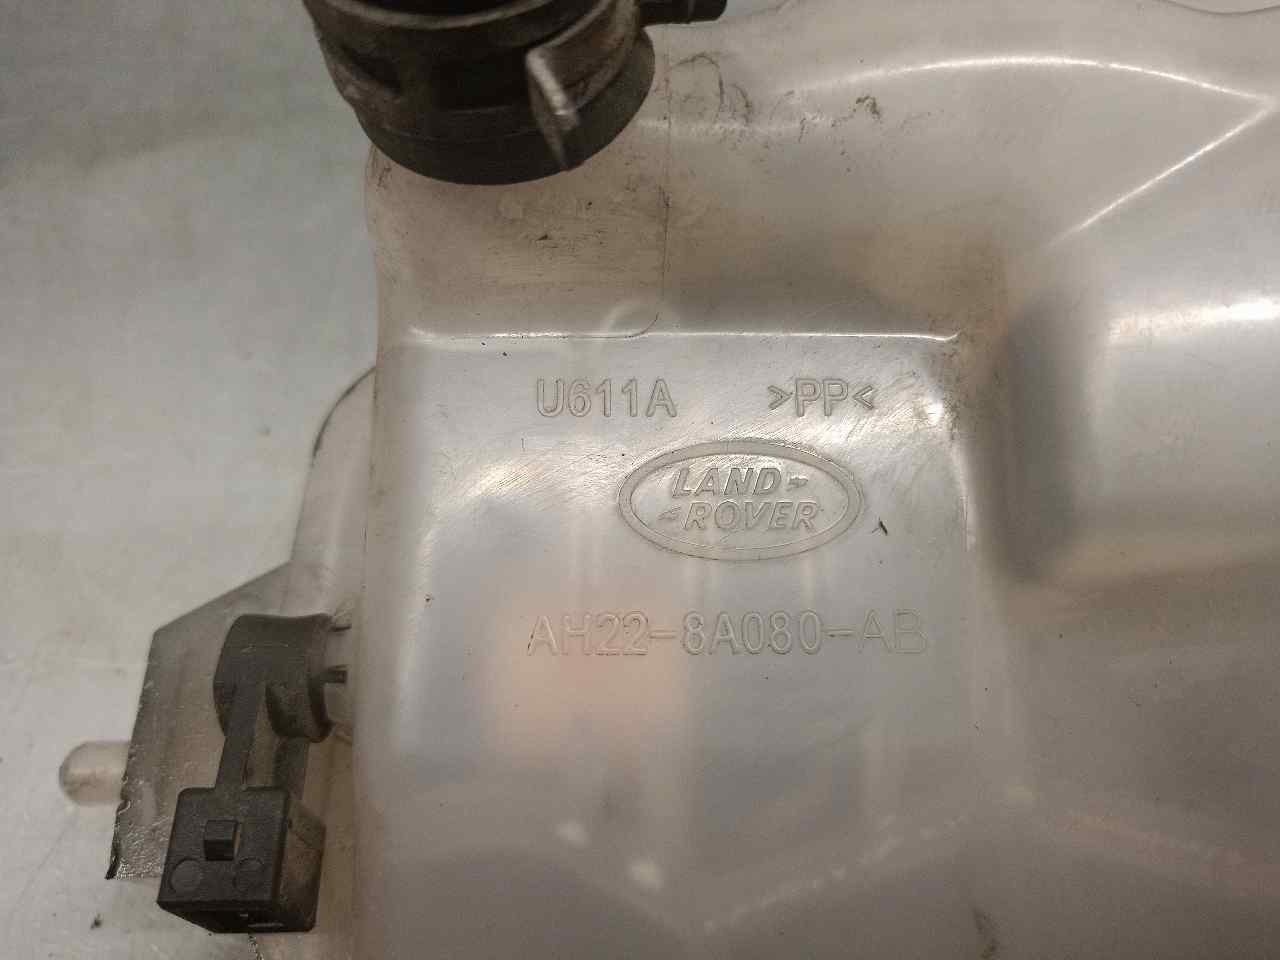 U611A >PP<
LAND
ROVER
AH22-8A080-AB